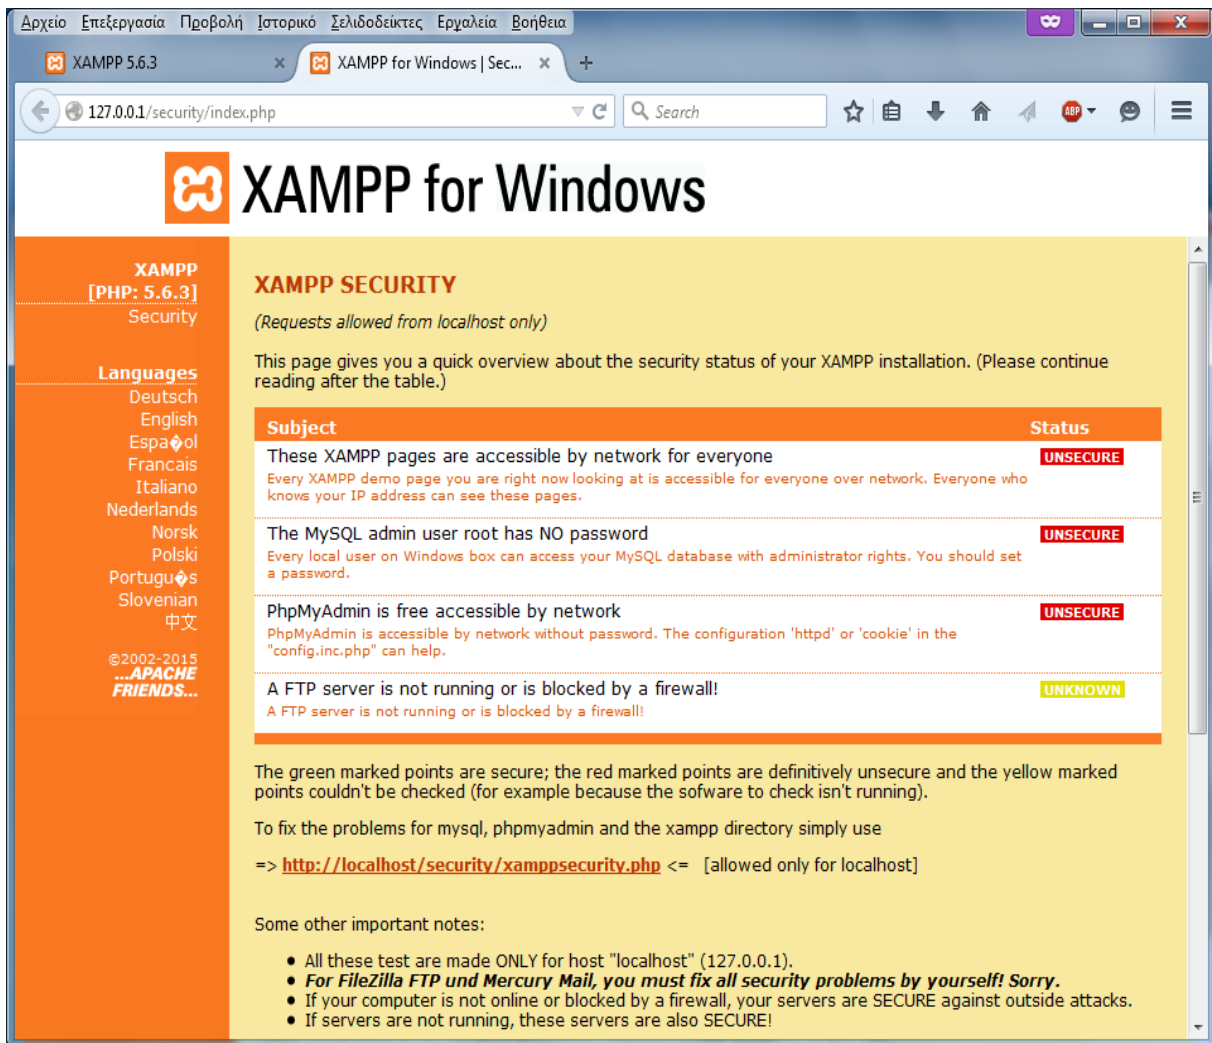 Αρχείο Επεξεργασία Προβολή Ιστορικό Σελιδοδείκτες Εργαλεία Βοήθεια
XAMPP 5.6.3
XAMPP for Windows | Sec...
127.0.0.1/security/index.php
Search
ABP
XAMPP for Windows
XAMPP
[PHP: 5.6.3]
Security
Languages
Deutsch
English
Espa�ol
Francais
Italiano
Nederlands
Norsk
Polski
Portugu�s
Slovenian
中文
©2002-2015
...APACHE
FRIENDS...
XAMPP SECURITY
(Requests allowed from localhost only)
This page gives you a quick overview about the security status of your XAMPP installation. (Please continue
reading after the table.)
Subject Status
These XAMPP pages are accessible by network for everyone UNSECURE
Every XAMPP demo page you are right now looking at is accessible for everyone over network. Everyone who
knows your IP address can see these pages.
The MySQL admin user root has NO password UNSECURE
Every local user on Windows box can access your MySQL database with administrator rights. You should set
a password.
PhpMyAdmin is free accessible by network UNSECURE
PhpMyAdmin is accessible by network without password. The configuration 'httpd' or 'cookie' in the
"config.inc.php" can help.
A FTP server is not running or is blocked by a firewall! UNKNOWN
A FTP server is not running or is blocked by a firewall!
The green marked points are secure; the red marked points are definitively unsecure and the yellow marked
points couldn't be checked (for example because the sofware to check isn't running).
To fix the problems for mysql, phpmyadmin and the xampp directory simply use
=> http://localhost/security/xamppsecurity.php <= [allowed only for localhost]
Some other important notes:
• All these test are made ONLY for host "localhost" (127.0.0.1).
• For FileZilla FTP und Mercury Mail, you must fix all security problems by yourself! Sorry.
• If your computer is not online or blocked by a firewall, your servers are SECURE against outside attacks.
• If servers are not running, these servers are also SECURE!